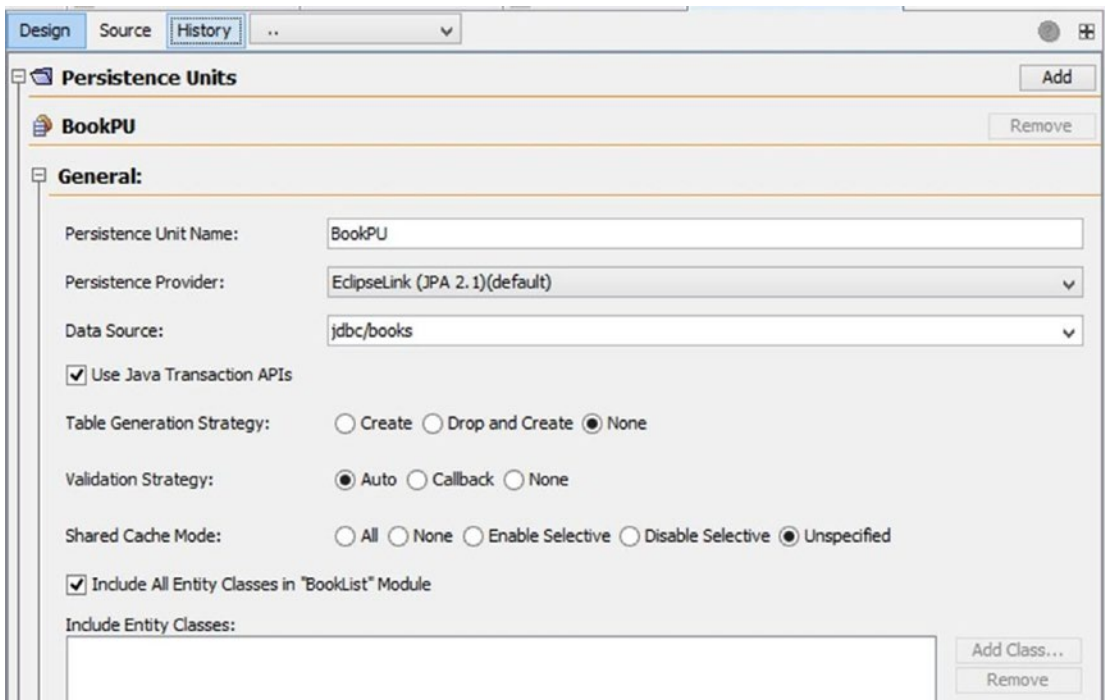 Design Source History ..
Persistence Units Add
BookPU Remove
General:
Persistence Unit Name: BookPU
Persistence Provider: EclipseLink (JPA 2.1)(default)
Data Source: jdbc/books
Use Java Transaction APIs
Table Generation Strategy: Create Drop and Create None
Validation Strategy: Auto Callback None
Shared Cache Mode: All None Enable Selective Disable Selective Unspecified
Include All Entity Classes in "BookList" Module
Include Entity Classes:
Add Class...
Remove